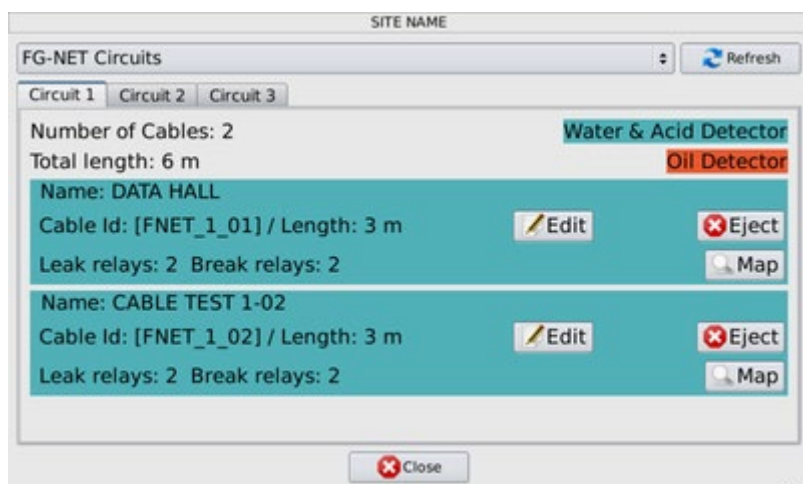 SITE NAME
FG-NET Circuits
Refresh
Circuit 1 Circuit 2 Circuit 3
Number of Cables: 2 Water & Acid Detector
Total length: 6 m Oil Detector
Name: DATA HALL
Cable Id: [FNET_1_01] / Length: 3 m Edit Eject
Leak relays: 2 Break relays: 2 Map
Name: CABLE TEST 1-02
Cable Id: [FNET_1_02] / Length: 3 m Edit Eject
Leak relays: 2 Break relays: 2 Map
Close